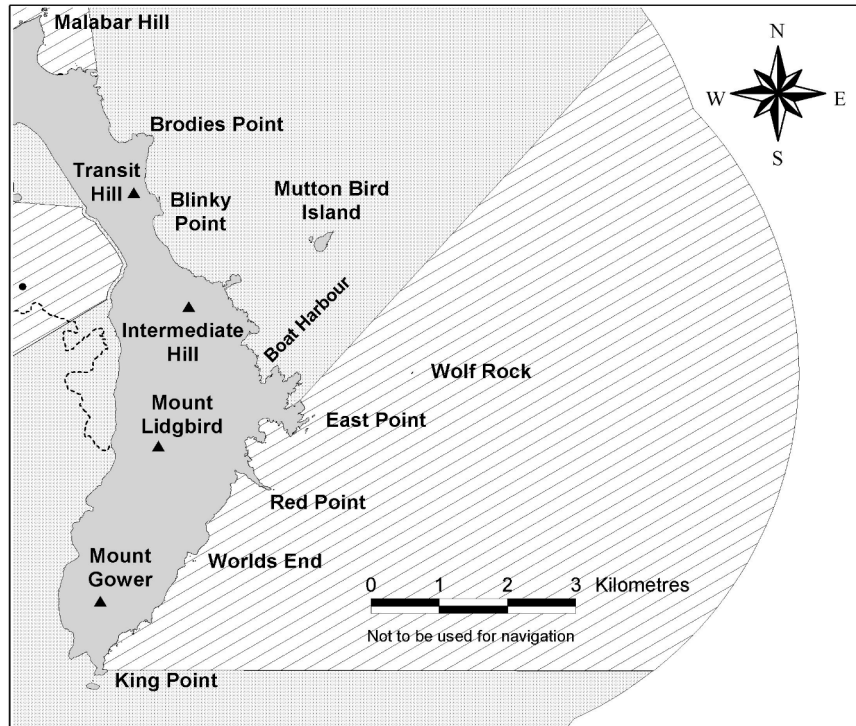 Malabar Hill
N
W
E
S
Brodies Point
Transit
Hill
Blinky
Point
Mutton Bird
Island
Boat Harbour
Intermediate
Hill
Wolf Rock
Mount
Lidgbird
East Point
Red Point
Mount
Gower
Worlds End
0 1 2 3 Kilometres
Not to be used for navigation
King Point